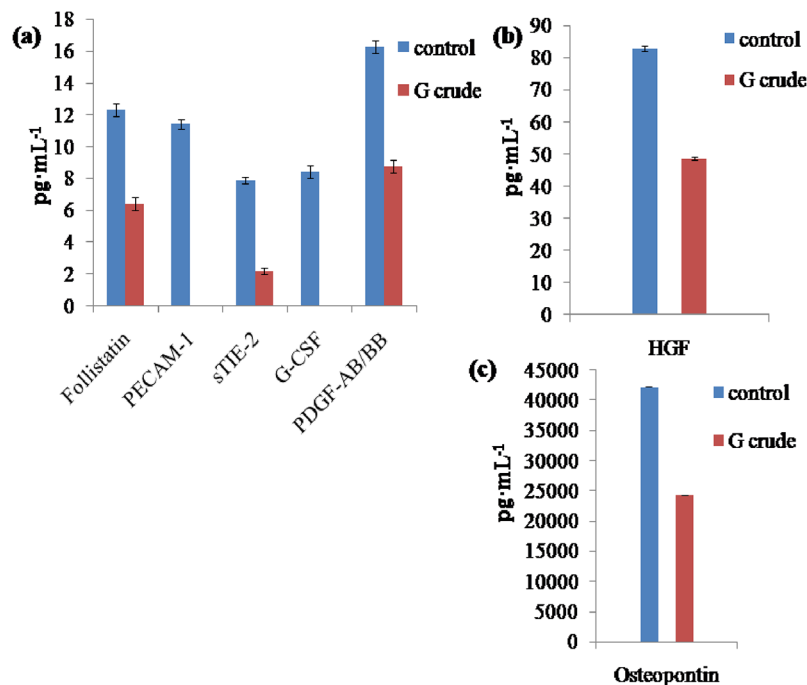 (a)
18
16
14
12
10
8
6
4
2
0
pg·mL-1
control
G crude
Follistatin
PECAM-1
sTIE-2
G-CSF
PDGF-AB/BB
(b)
90
80
70
60
50
40
30
20
10
0
pg·mL-1
control
G crude
HGF
(c)
45000
40000
35000
30000
25000
20000
15000
10000
5000
0
pg·mL-1
control
G crude
Osteopontin